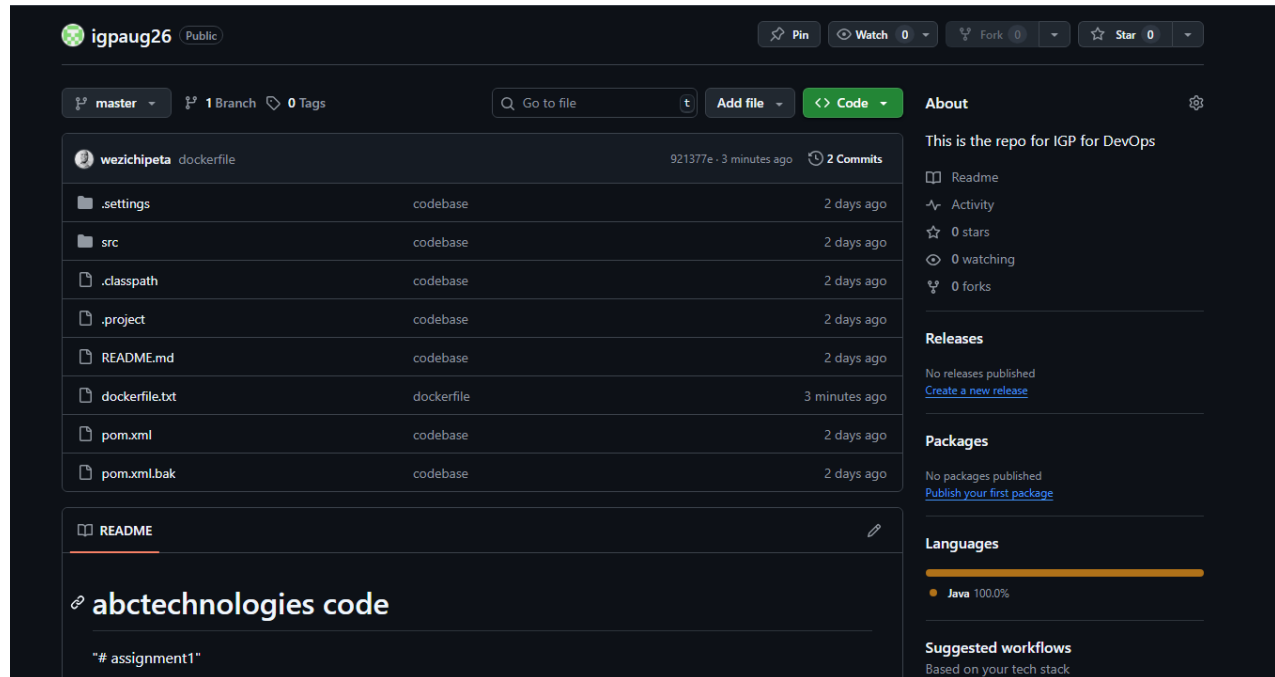 igpaug26 Public
Pin Watch 0 Fork 0 Star 0
master 1 Branch 0 Tags Go to file t Add file <> Code
wezichipeta dockerfile 921377e · 3 minutes ago 2 Commits
.settings codebase 2 days ago
src codebase 2 days ago
.classpath codebase 2 days ago
.project codebase 2 days ago
README.md codebase 2 days ago
dockerfile.txt dockerfile 3 minutes ago
pom.xml codebase 2 days ago
pom.xml.bak codebase 2 days ago
README
abctechnologies code
"# assignment1"
About
This is the repo for IGP for DevOps
Readme
Activity
0 stars
0 watching
0 forks
Releases
No releases published
Create a new release
Packages
No packages published
Publish your first package
Languages
Java 100.0%
Suggested workflows
Based on your tech stack